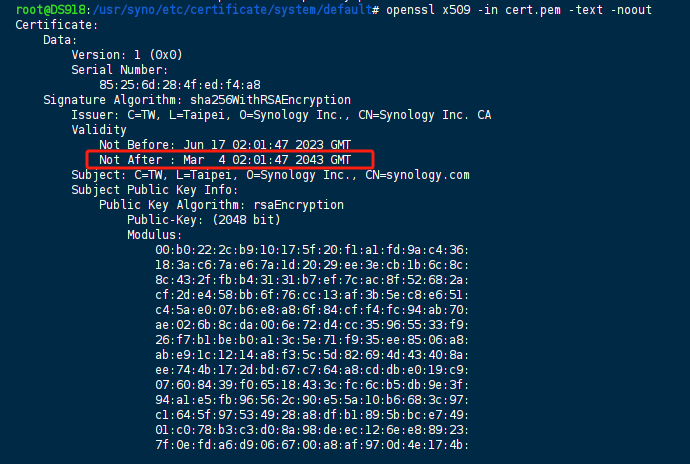 root@DS918:/usr/syno/etc/certificate/system/default# openssl x509 -in cert.pem -text -noout
Certificate:
Data:
Version: 1 (0x0)
Serial Number:
85:25:6d:28:4f:ed:f4:a8
Signature Algorithm: sha256WithRSAEncryption
Issuer: C=TW, L=Taipei, O=Synology Inc., CN=Synology Inc. CA
Validity
Not Before: Jun 17 02:01:47 2023 GMT
Not After : Mar  4 02:01:47 2043 GMT
Subject: C=TW, L=Taipei, O=Synology Inc., CN=synology.com
Subject Public Key Info:
Public Key Algorithm: rsaEncryption
Public-Key: (2048 bit)
Modulus:
00:b0:22:2c:b9:10:17:5f:20:f1:a1:fd:9a:c4:36:
18:3a:c6:7a:e6:7a:1d:20:29:ee:3e:cb:1b:6c:8c:
8c:43:2f:fb:b4:31:31:b7:ef:7c:ac:8f:52:68:2a:
cf:2d:e4:58:bb:6f:76:cc:13:af:3b:5e:c8:e6:51:
c4:5a:e0:07:b6:e8:a8:6f:84:cf:f4:fc:94:ab:70:
ae:02:6b:8c:da:00:6e:72:d4:cc:35:96:55:33:f9:
26:f7:b1:be:b0:a1:3c:5e:71:f9:35:ee:85:06:a8:
ab:e9:1c:12:14:a8:f3:5c:5d:82:69:4d:43:40:8a:
ee:74:4b:17:2d:bd:67:c7:64:a8:cd:db:e0:19:c9:
07:60:84:39:f0:65:18:43:3c:fc:6c:b5:db:9e:3f:
94:a1:e5:fb:96:56:2c:90:e5:5a:10:b6:68:3c:97:
c1:64:5f:97:53:49:28:a8:df:b1:89:5b:bc:e7:49:
01:c0:78:b3:c3:d0:8a:98:de:ec:12:6e:e8:89:23:
7f:0e:fd:a6:d9:06:67:00:a8:af:97:0d:4e:17:4b: